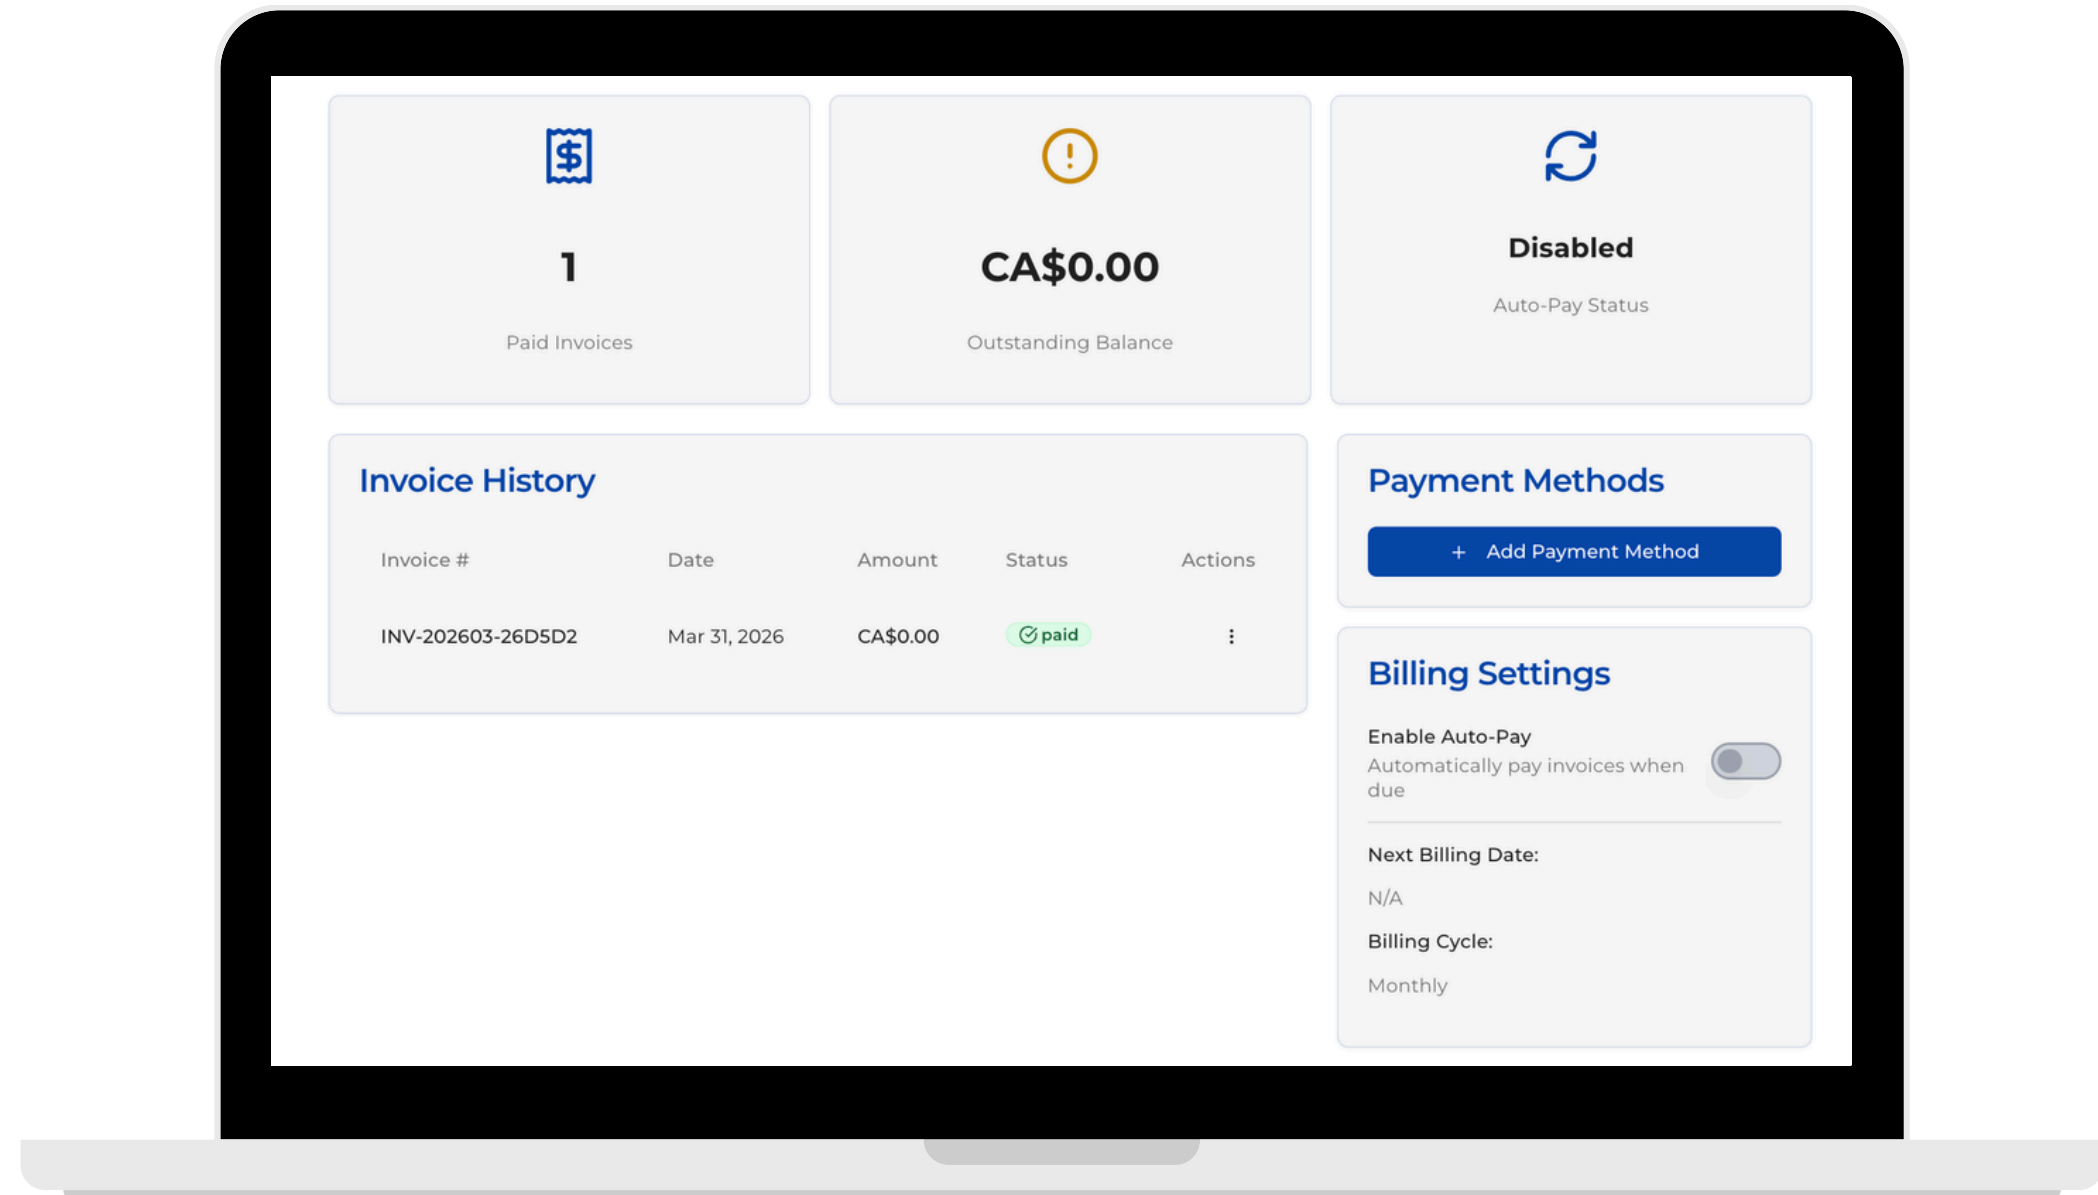 1
Paid Invoices
CA$0.00
Outstanding Balance
Disabled
Auto-Pay Status
Invoice History
Invoice # Date Amount Status Actions
INV-202603-26D5D2 Mar 31, 2026 CA$0.00 paid
Payment Methods
+ Add Payment Method
Billing Settings
Enable Auto-Pay
Automatically pay invoices when
due
Next Billing Date:
N/A
Billing Cycle:
Monthly